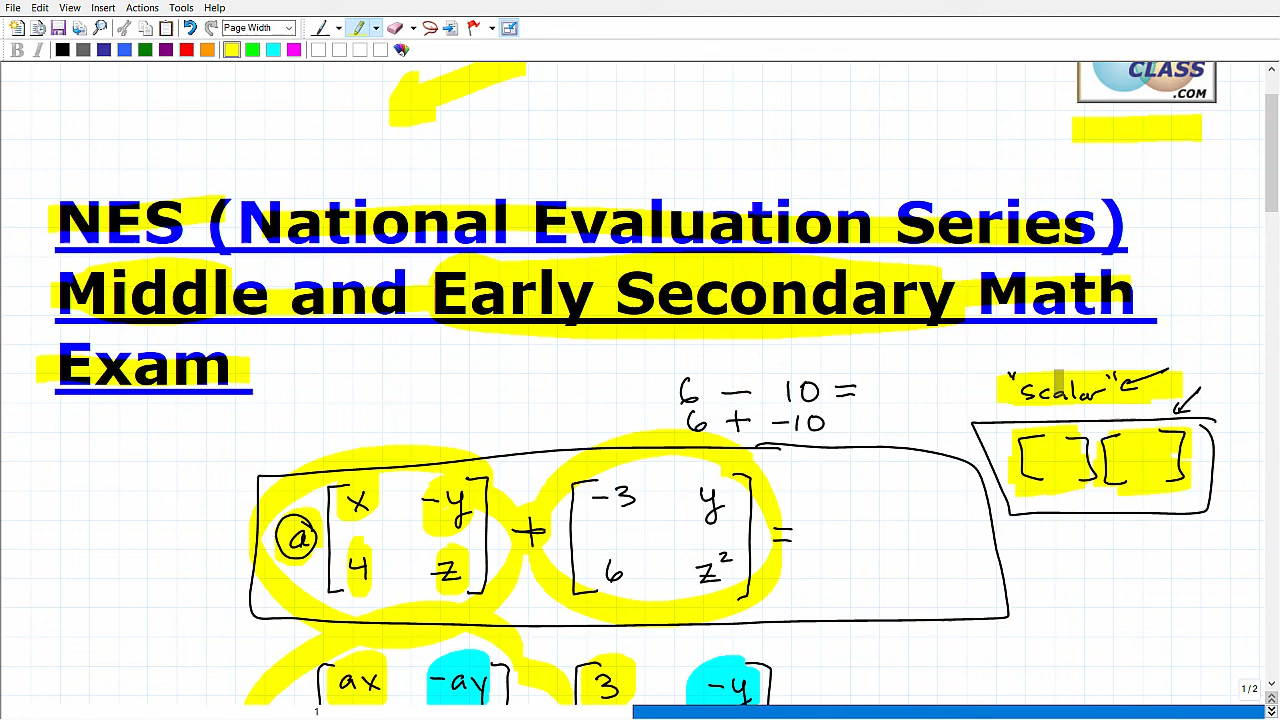 File Edit View Insert Actions Tools Help
Page Width
B I
CLASS
.COM
NES (National Evaluation Series)
Middle and Early Secondary Math
Exam
6 - 10 =
6 + -10
"scalar"
[ ] [ ]
a [ x -y ] + [ -3 y ] =
[ 4 z ] [ 6 z² ]
[ ax -ay ] [ 3 -y ]
1
1/2